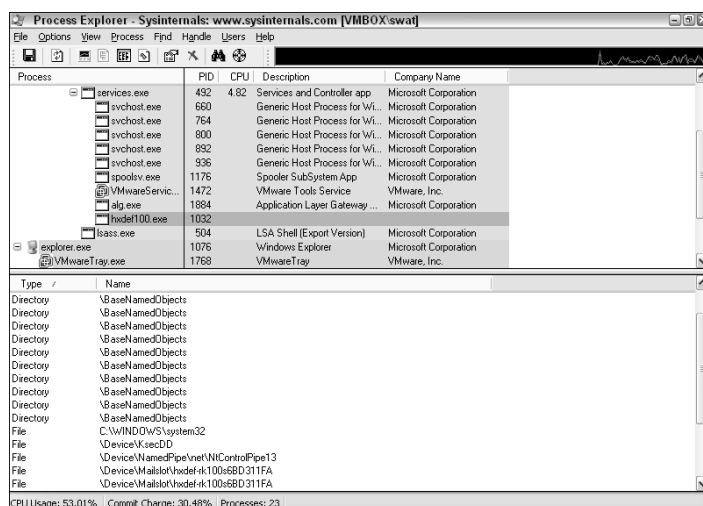 Process Explorer - Sysinternals: www.sysinternals.com [VMBOX\swat]
File Options View Process Find Handle Users Help
Process PID CPU Description Company Name
services.exe 492 4.82 Services and Controller app Microsoft Corporation
svchost.exe 660 Generic Host Process for Wi... Microsoft Corporation
svchost.exe 764 Generic Host Process for Wi... Microsoft Corporation
svchost.exe 800 Generic Host Process for Wi... Microsoft Corporation
svchost.exe 892 Generic Host Process for Wi... Microsoft Corporation
svchost.exe 936 Generic Host Process for Wi... Microsoft Corporation
spoolsv.exe 1176 Spooler SubSystem App Microsoft Corporation
VMwareServic... 1472 VMware Tools Service VMware, Inc.
alg.exe 1884 Application Layer Gateway ... Microsoft Corporation
hxdef100.exe 1032
lsass.exe 504 LSA Shell (Export Version) Microsoft Corporation
explorer.exe 1076 Windows Explorer Microsoft Corporation
VMwareTray.exe 1768 VMwareTray VMware, Inc.
Type Name
Directory \BaseNamedObjects
Directory \BaseNamedObjects
Directory \BaseNamedObjects
Directory \BaseNamedObjects
Directory \BaseNamedObjects
Directory \BaseNamedObjects
Directory \BaseNamedObjects
Directory \BaseNamedObjects
Directory \BaseNamedObjects
Directory \BaseNamedObjects
File C:\WINDOWS\system32
File \Device\KsecDD
File \Device\NamedPipe\net\NtControlPipe13
File \Device\Mailslot\hxdef-rk100s6BD311FA
File \Device\Mailslot\hxdef-rk100s6BD311FA
CPU Usage: 53.01% Commit Charge: 30.48% Processes: 23